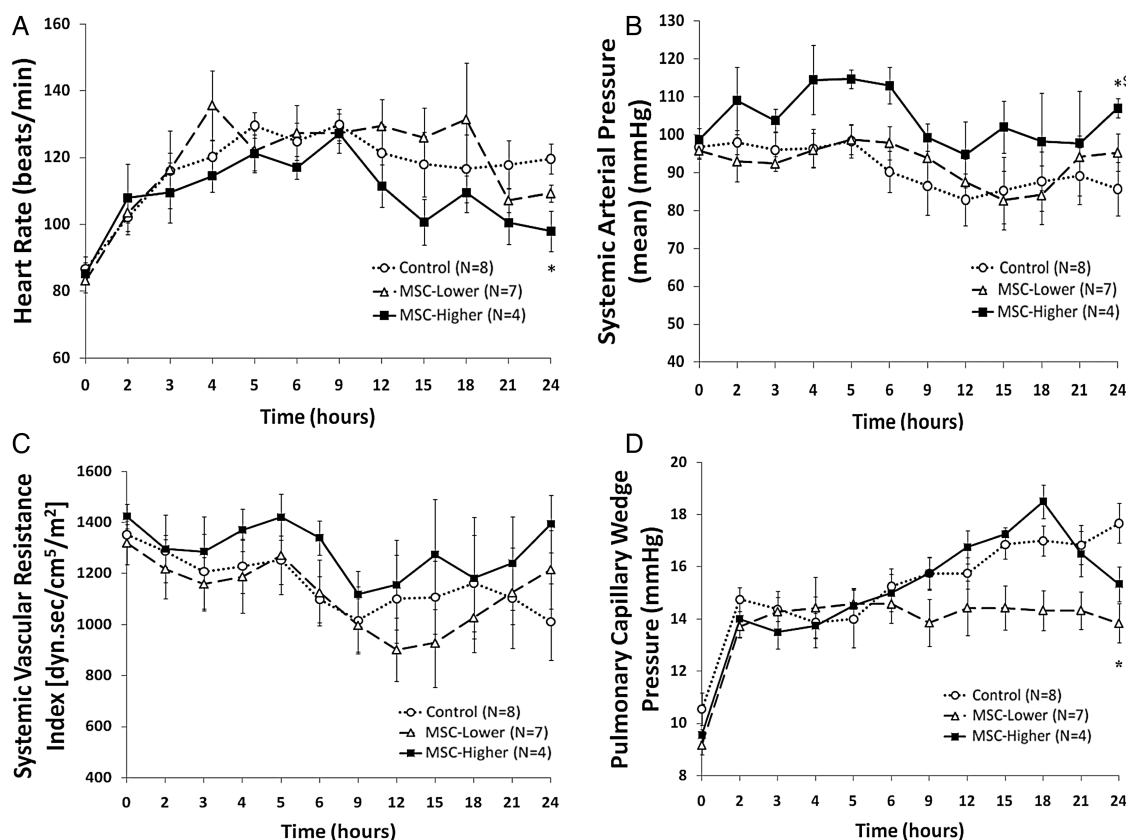 A
Heart Rate (beats/min)
160
140
120
100
80
60
Control (N=8)
MSC-Lower (N=7)
MSC-Higher (N=4)
*
0 2 3 4 5 6 9 12 15 18 21 24
Time (hours)
B
Systemic Arterial Pressure
(mean) (mmHg)
130
120
110
100
90
80
70
60
50
40
*$
Control (N=8)
MSC-Lower (N=7)
MSC-Higher (N=4)
0 2 3 4 5 6 9 12 15 18 21 24
Time (hours)
C
Systemic Vascular Resistance
Index [dyn.sec/cm⁵/m²]
1600
1400
1200
1000
800
600
400
Control (N=8)
MSC-Lower (N=7)
MSC-Higher (N=4)
0 2 3 4 5 6 9 12 15 18 21 24
Time (hours)
D
Pulmonary Capillary Wedge
Pressure (mmHg)
20
18
16
14
12
10
8
*
Control (N=8)
MSC-Lower (N=7)
MSC-Higher (N=4)
0 2 3 4 5 6 9 12 15 18 21 24
Time (hours)